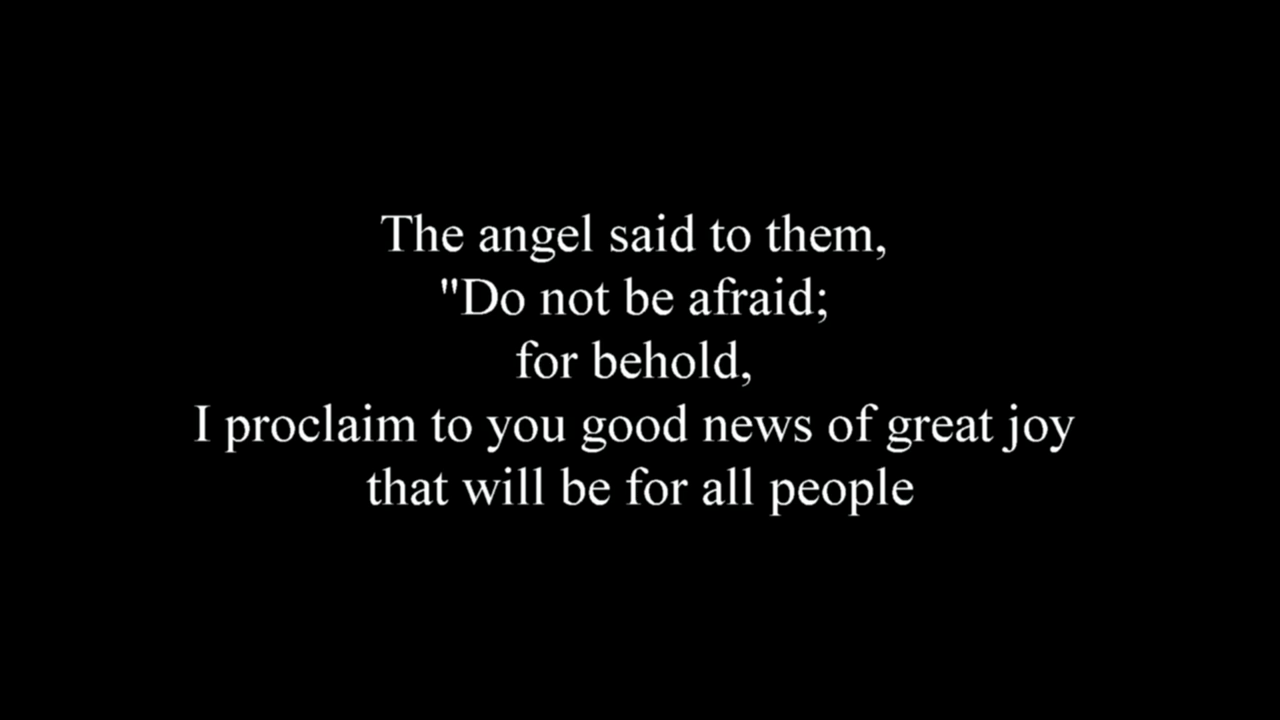 The angel said to them,
"Do not be afraid;
for behold,
I proclaim to you good news of great joy
that will be for all people